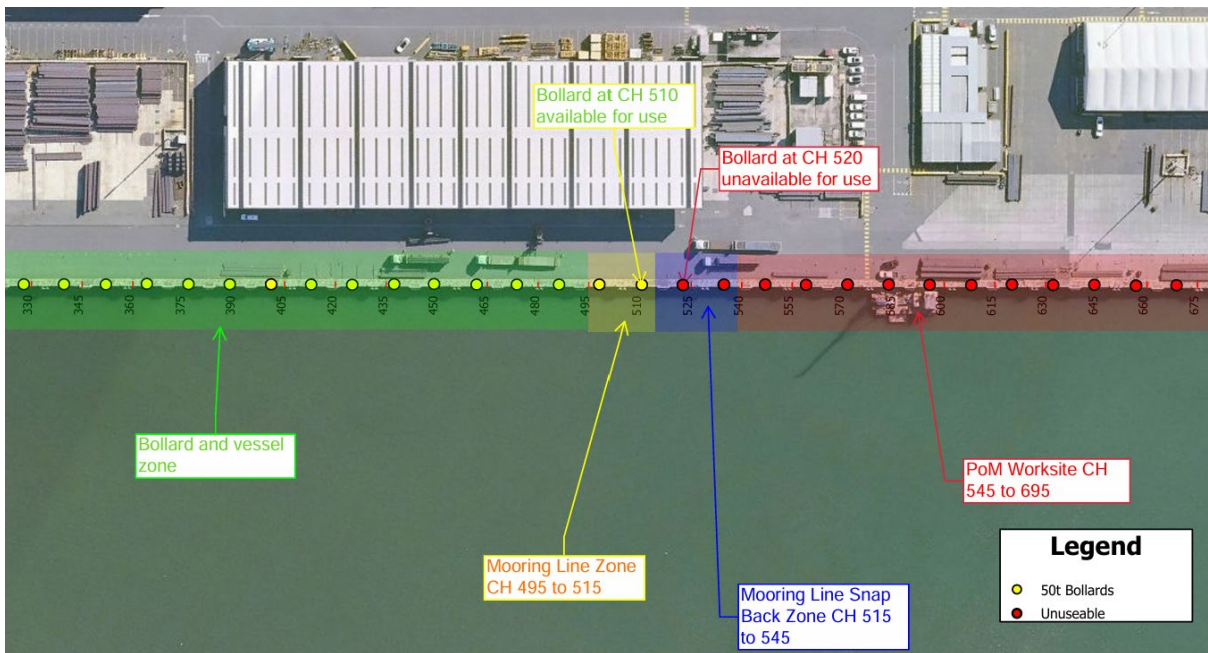 Bollard at CH 510
available for use
Bollard at CH 520
unavailable for use
330
345
360
375
390
405
420
435
450
465
480
495
510
525
540
555
570
585
600
615
630
645
660
675
Bollard and vessel
zone
PoM Worksite CH
545 to 695
Mooring Line Zone
CH 495 to 515
Mooring Line Snap
Back Zone CH 515
to 545
Legend
50t Bollards
Unuseable